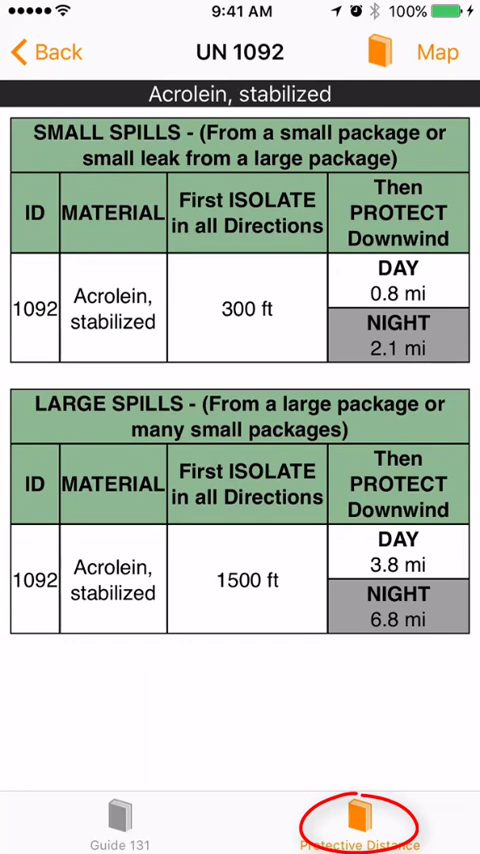 9:41 AM
100%
Back
UN 1092
Map
Acrolein, stabilized
SMALL SPILLS - (From a small package or
small leak from a large package)
ID
MATERIAL
First ISOLATE
in all Directions
Then
PROTECT
Downwind
1092
Acrolein,
stabilized
300 ft
DAY
0.8 mi
NIGHT
2.1 mi
LARGE SPILLS - (From a large package or
many small packages)
ID
MATERIAL
First ISOLATE
in all Directions
Then
PROTECT
Downwind
1092
Acrolein,
stabilized
1500 ft
DAY
3.8 mi
NIGHT
6.8 mi
Guide 131
Protective Distance